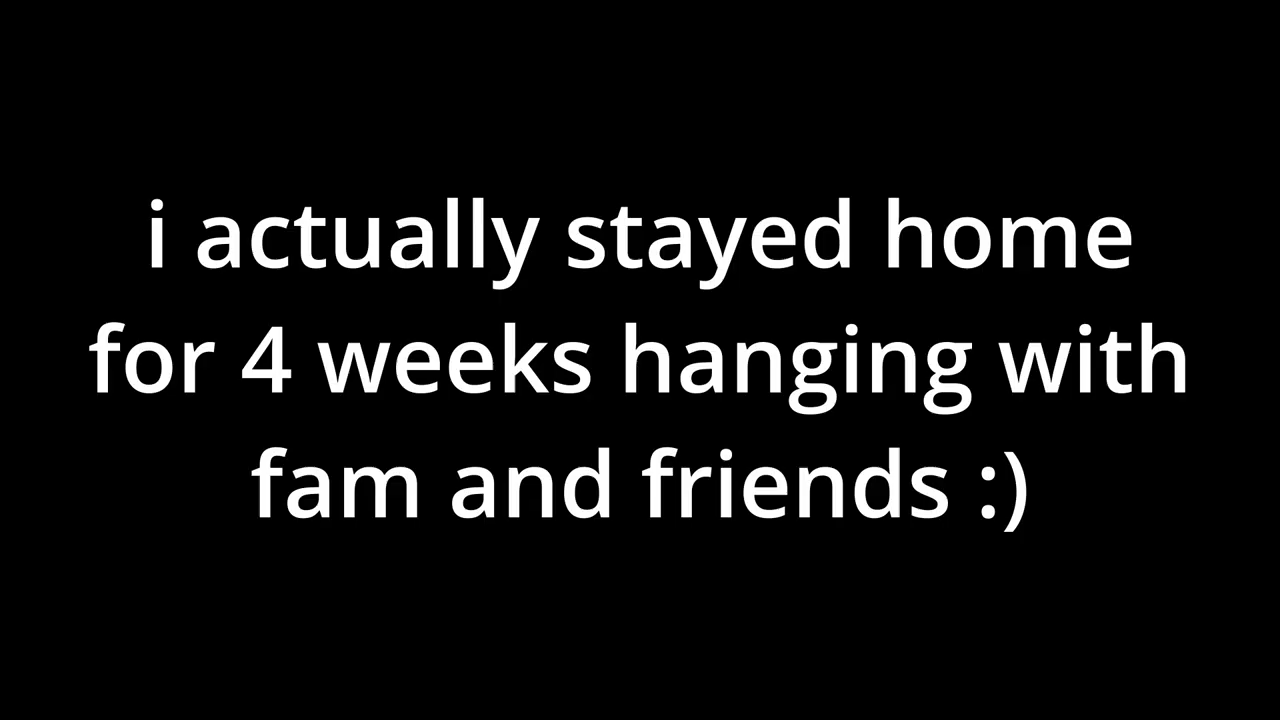 i actually stayed home
for 4 weeks hanging with
fam and friends :)